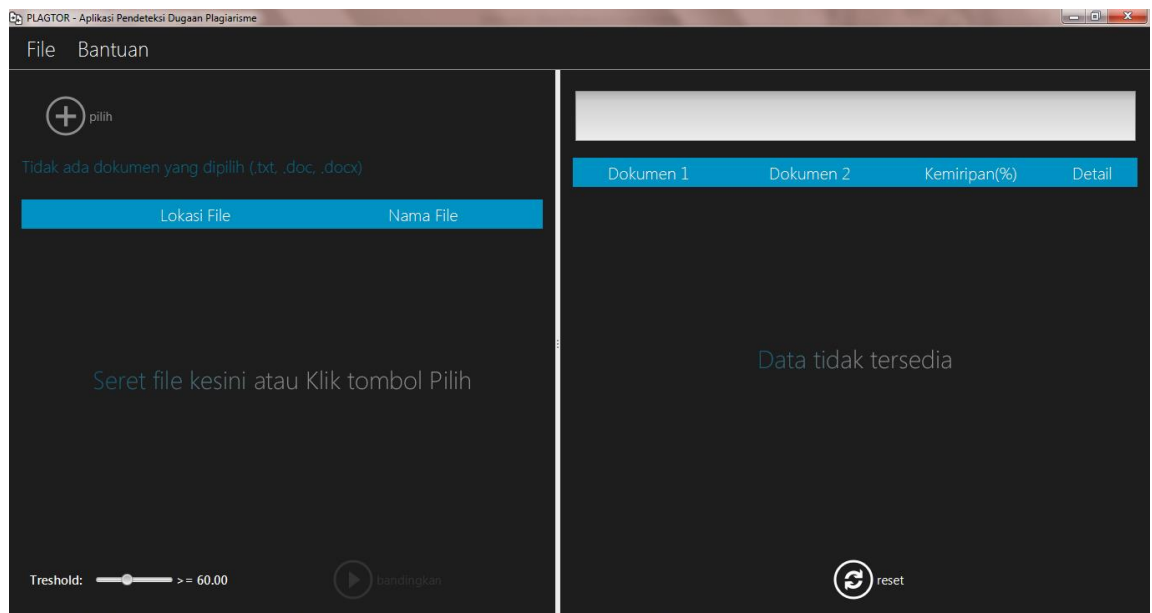 PLAGTOR - Aplikasi Pendeteksi Dugaan Plagiarisme
File Bantuan
pilih
Tidak ada dokumen yang dipilih (.txt, .doc, .docx)
Lokasi File Nama File
Seret file kesini atau Klik tombol Pilih
Treshold: >= 60.00
bandingkan
Dokumen 1 Dokumen 2 Kemiripan(%) Detail
Data tidak tersedia
reset